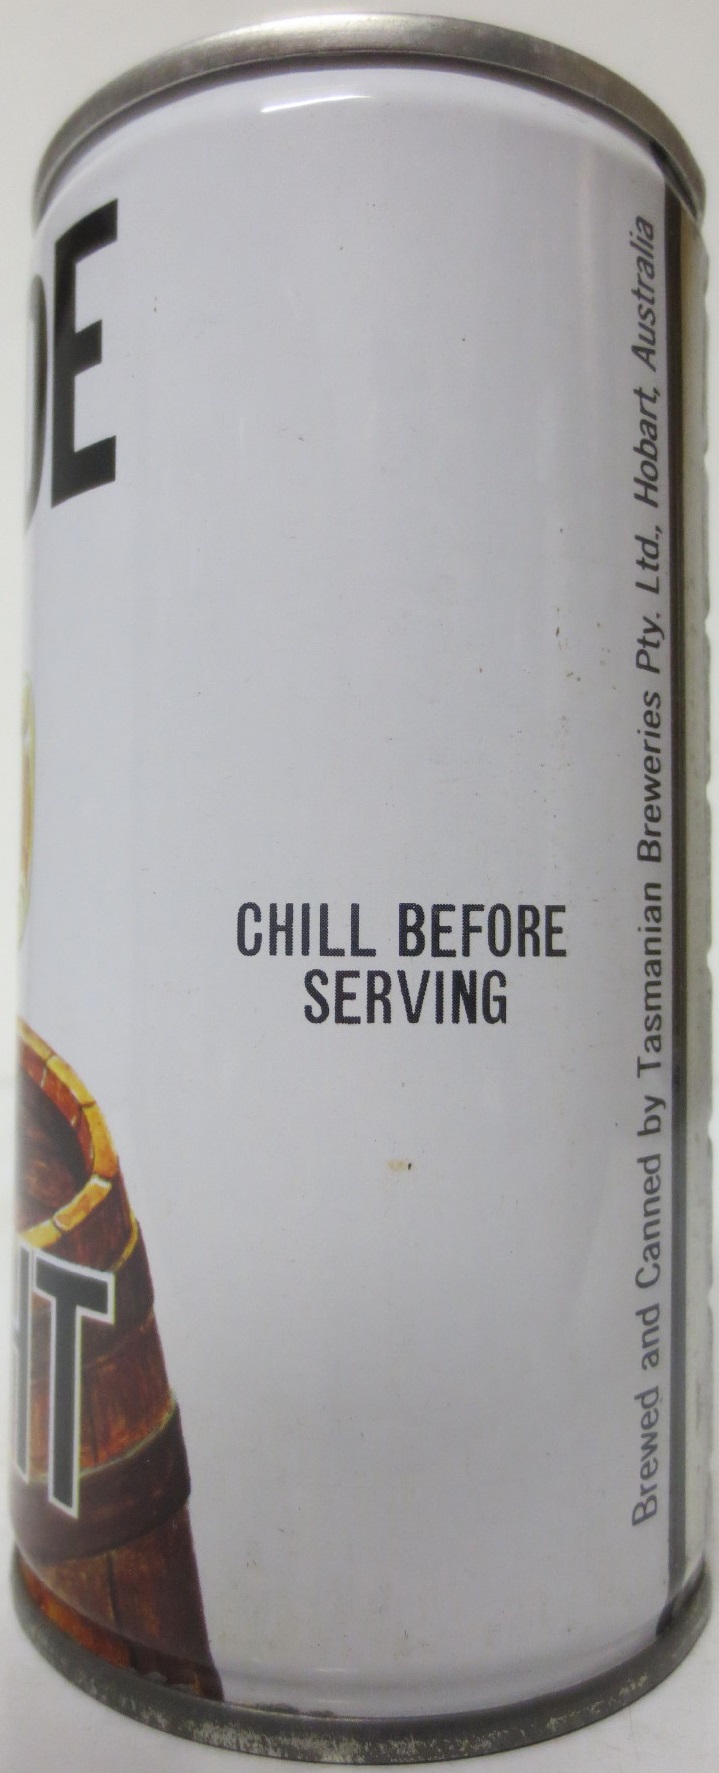 DE
HT
CHILL BEFORE
SERVING
Brewed and Canned by Tasmanian Breweries Pty. Ltd., Hobart, Australia